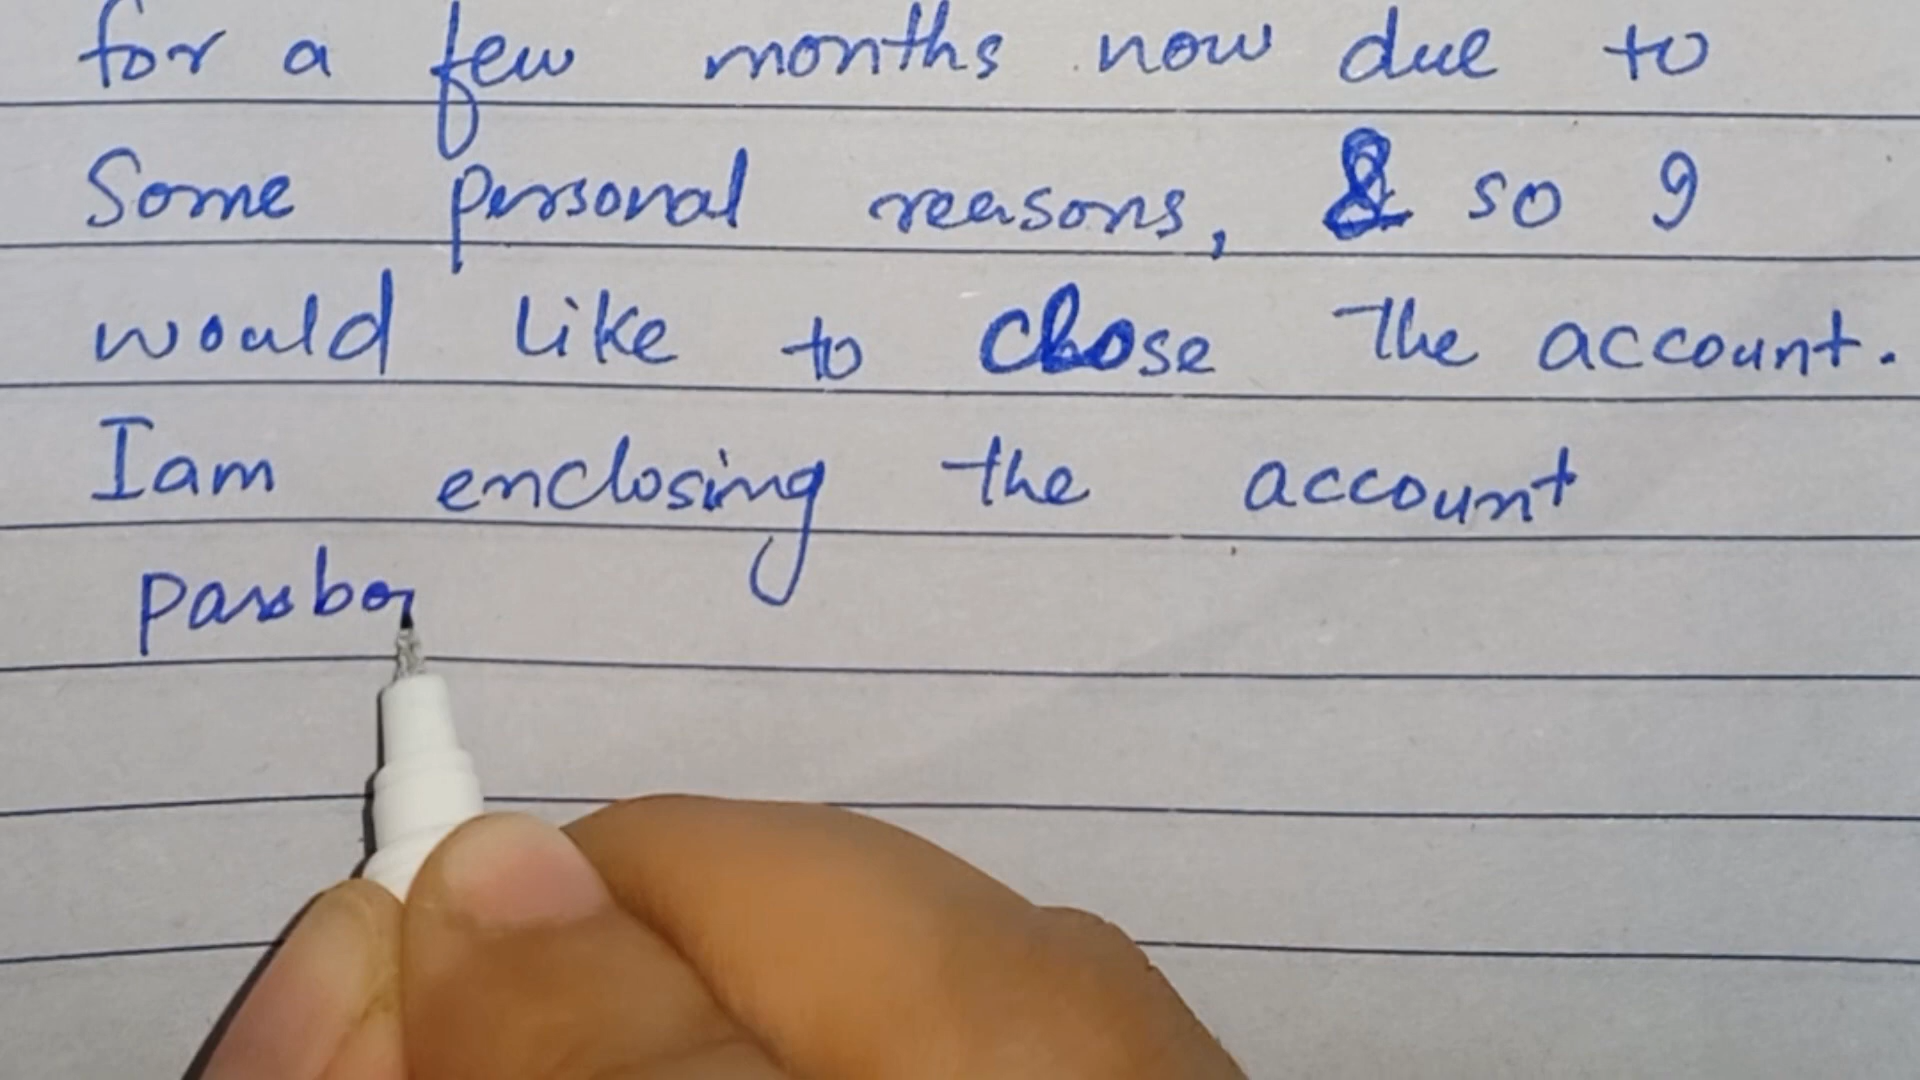 for a few months now due to
Some personal reasons, & so I
would like to close the account.
I am enclosing the account
passbo